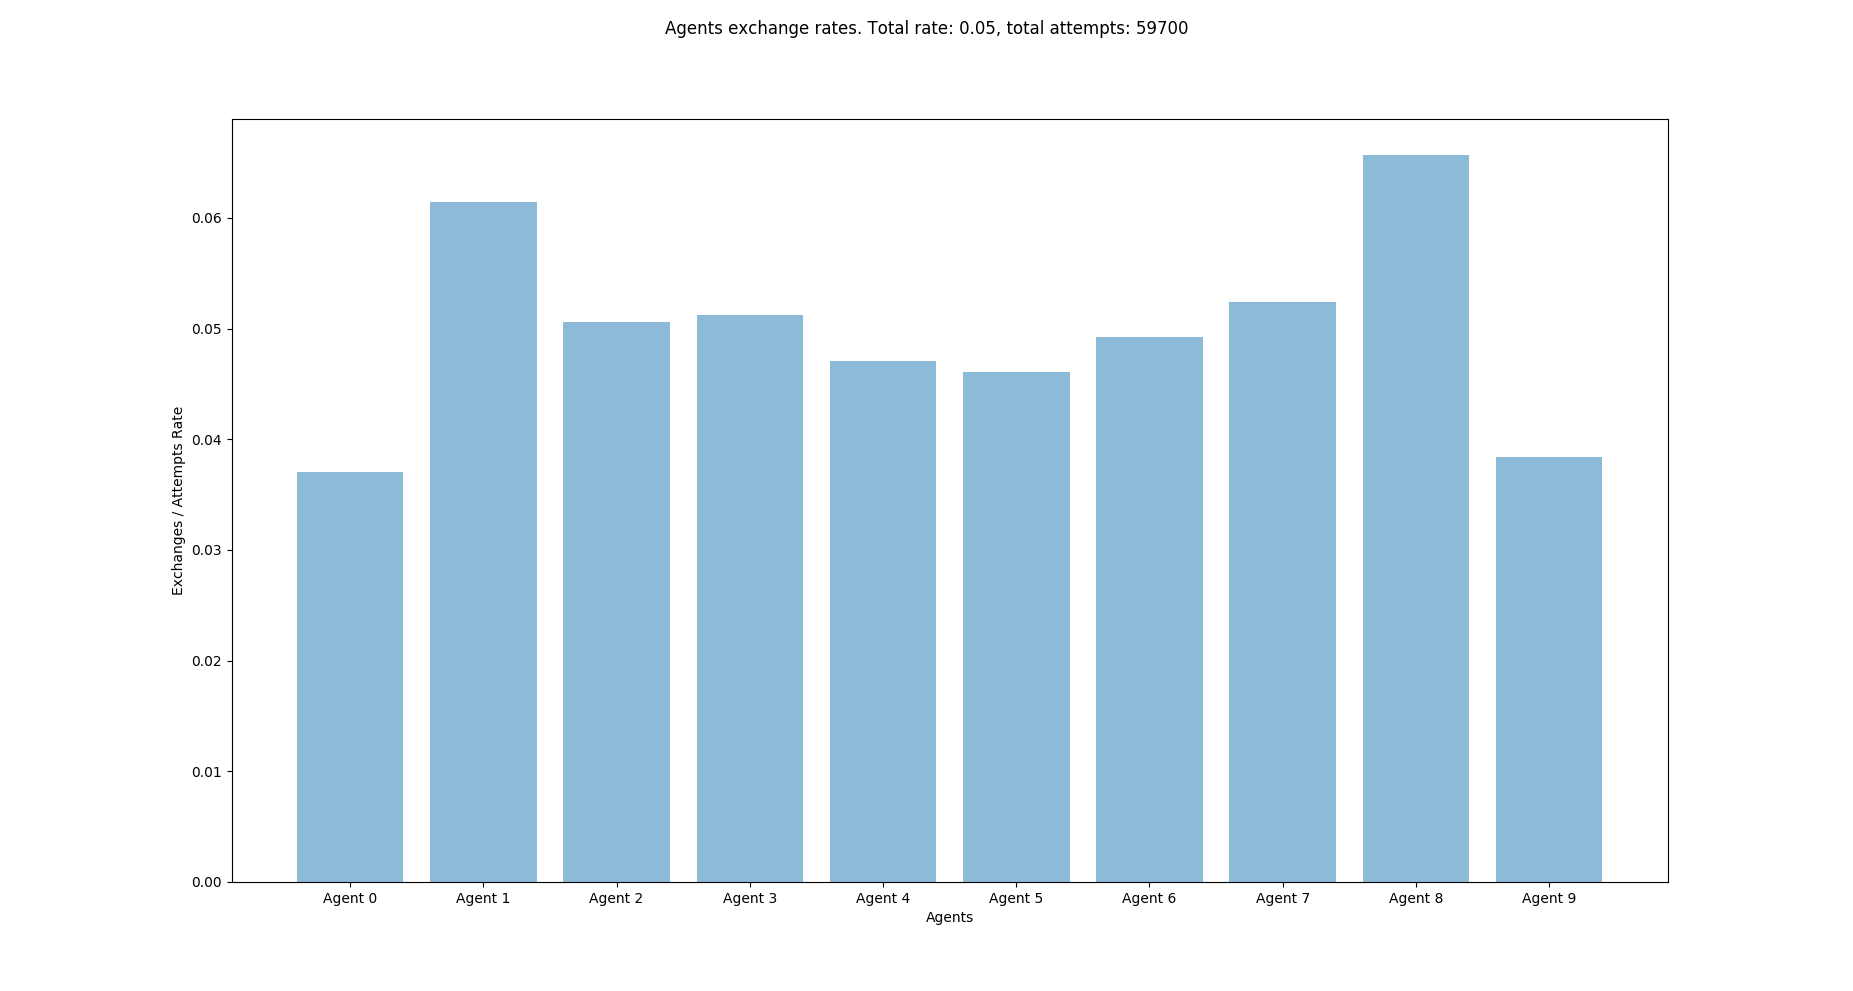 Agents exchange rates. Total rate: 0.05, total attempts: 59700
Exchanges / Attempts Rate
0.06
0.05
0.04
0.03
0.02
0.01
0.00
Agent 0 Agent 1 Agent 2 Agent 3 Agent 4 Agent 5 Agent 6 Agent 7 Agent 8 Agent 9
Agents